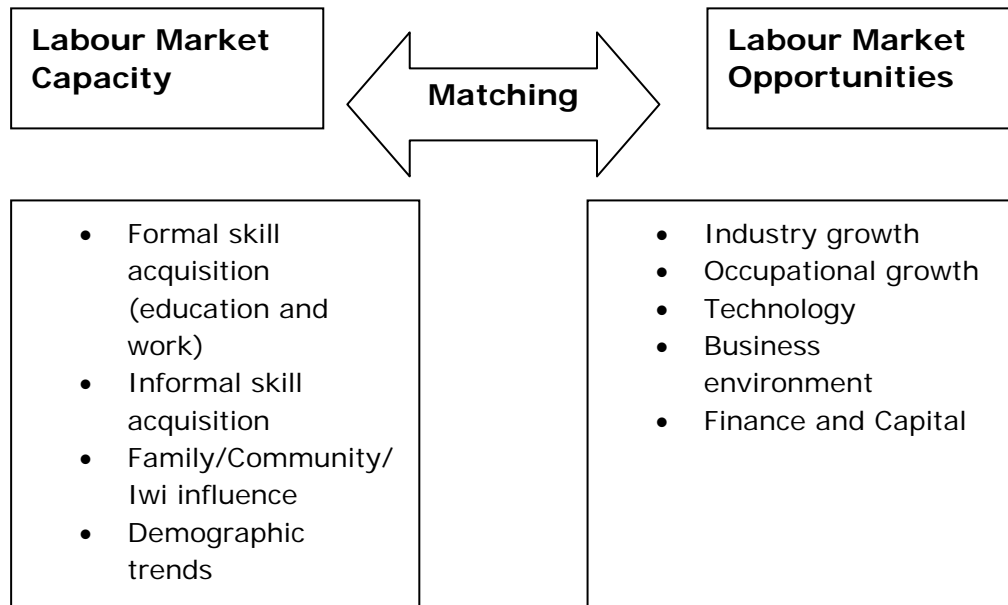 Labour Market
Capacity
Matching
Labour Market
Opportunities
• Formal skill
acquisition
(education and
work)
• Informal skill
acquisition
• Family/Community/
Iwi influence
• Demographic
trends
• Industry growth
• Occupational growth
• Technology
• Business
environment
• Finance and Capital